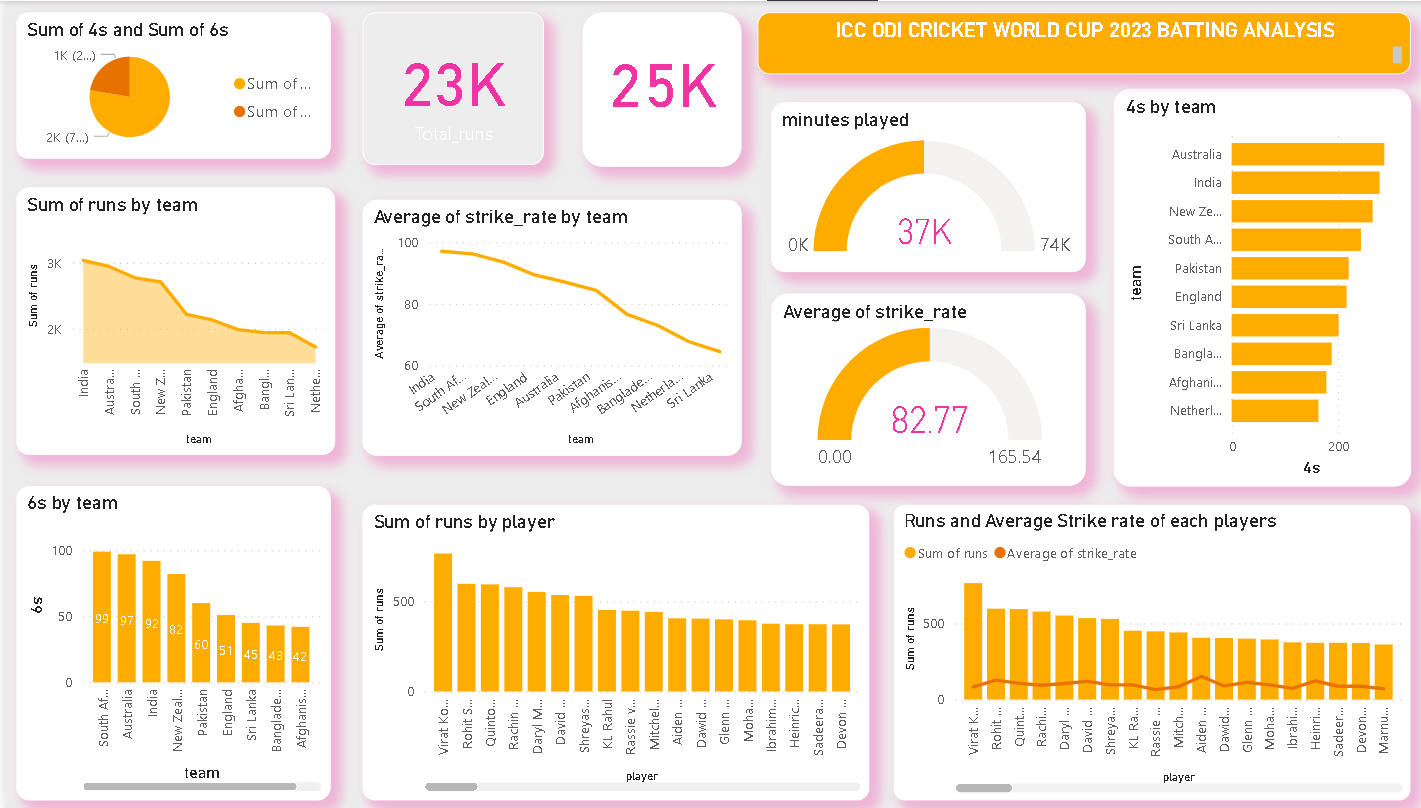 Sum of 4s and Sum of 6s
1K (2...)
2K (7...)
Sum of ...
Sum of ...
23K
Total_runs
25K
ICC ODI CRICKET WORLD CUP 2023 BATTING ANALYSIS
minutes played
0K
37K
74K
4s by team
team
Australia
India
New Ze...
South A...
Pakistan
England
Sri Lanka
Bangla...
Afghani...
Netherl...
0
200
4s
Sum of runs by team
Sum of runs
3K
2K
India
Austra...
South ...
New Z...
Pakistan
England
Afgha...
Bangl...
Sri Lan...
Nethe...
team
Average of strike_rate by team
Average of strike_ra...
100
80
60
India
South Af...
New Zeal...
England
Australia
Pakistan
Afghanis...
Banglade...
Netherla...
Sri Lanka
team
Average of strike_rate
82.77
0.00
165.54
6s by team
6s
100
50
0
99
97
92
82
60
51
45
43
42
South Af...
Australia
India
New Zeal...
Pakistan
England
Sri Lanka
Banglade...
Afghanis...
team
Sum of runs by player
Sum of runs
500
0
Virat Ko...
Rohit S...
Quinto...
Rachin ...
Daryl M...
David ...
Shreyas...
KL Rahul
Rassie v...
Mitchel...
Aiden ...
Dawid ...
Glenn ...
Moha...
Ibrahim...
Heinric...
Sadeera...
Devon ...
player
Runs and Average Strike rate of each players
Sum of runs
Average of strike_rate
Sum of runs
500
0
Virat K...
Rohit ...
Quint...
Rachi...
Daryl ...
David ...
Shreya...
KL Ra...
Rassie ...
Mitch...
Aiden ...
Dawid...
Glenn ...
Moha...
Ibrahi...
Heinri...
Sadeer...
Devon...
Marnu...
player